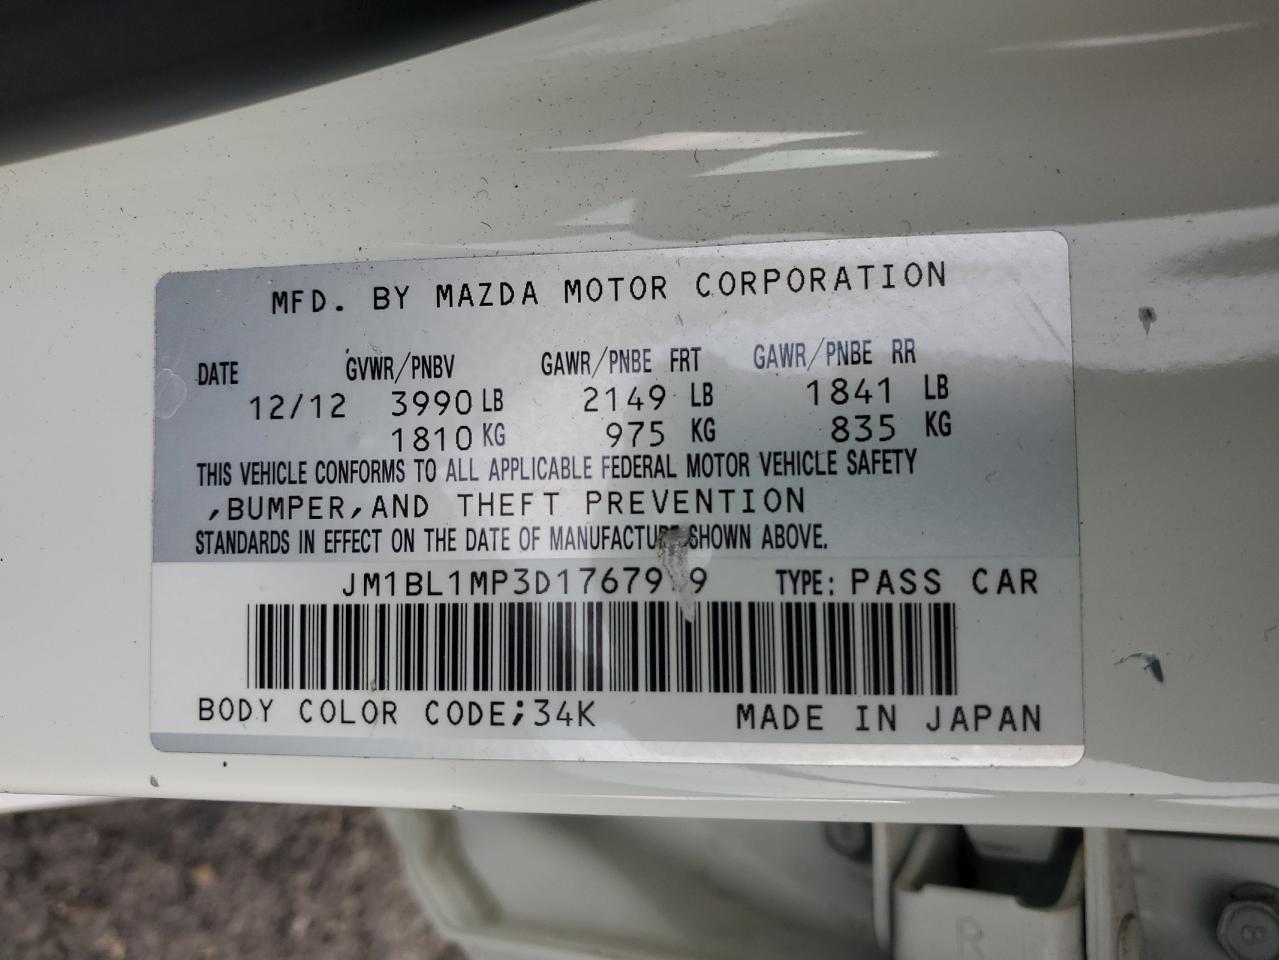 MFD. BY MAZDA MOTOR CORPORATION
DATE GVWR/PNBV GAWR/PNBE FRT GAWR/PNBE RR
12/12 3990 LB 2149 LB 1841 LB
1810 KG 975 KG 835 KG
THIS VEHICLE CONFORMS TO ALL APPLICABLE FEDERAL MOTOR VEHICLE SAFETY
,BUMPER,AND THEFT PREVENTION
STANDARDS IN EFFECT ON THE DATE OF MANUFACTURE SHOWN ABOVE.
TYPE: PASS CAR
BODY COLOR CODE;34K MADE IN JAPAN
R
8